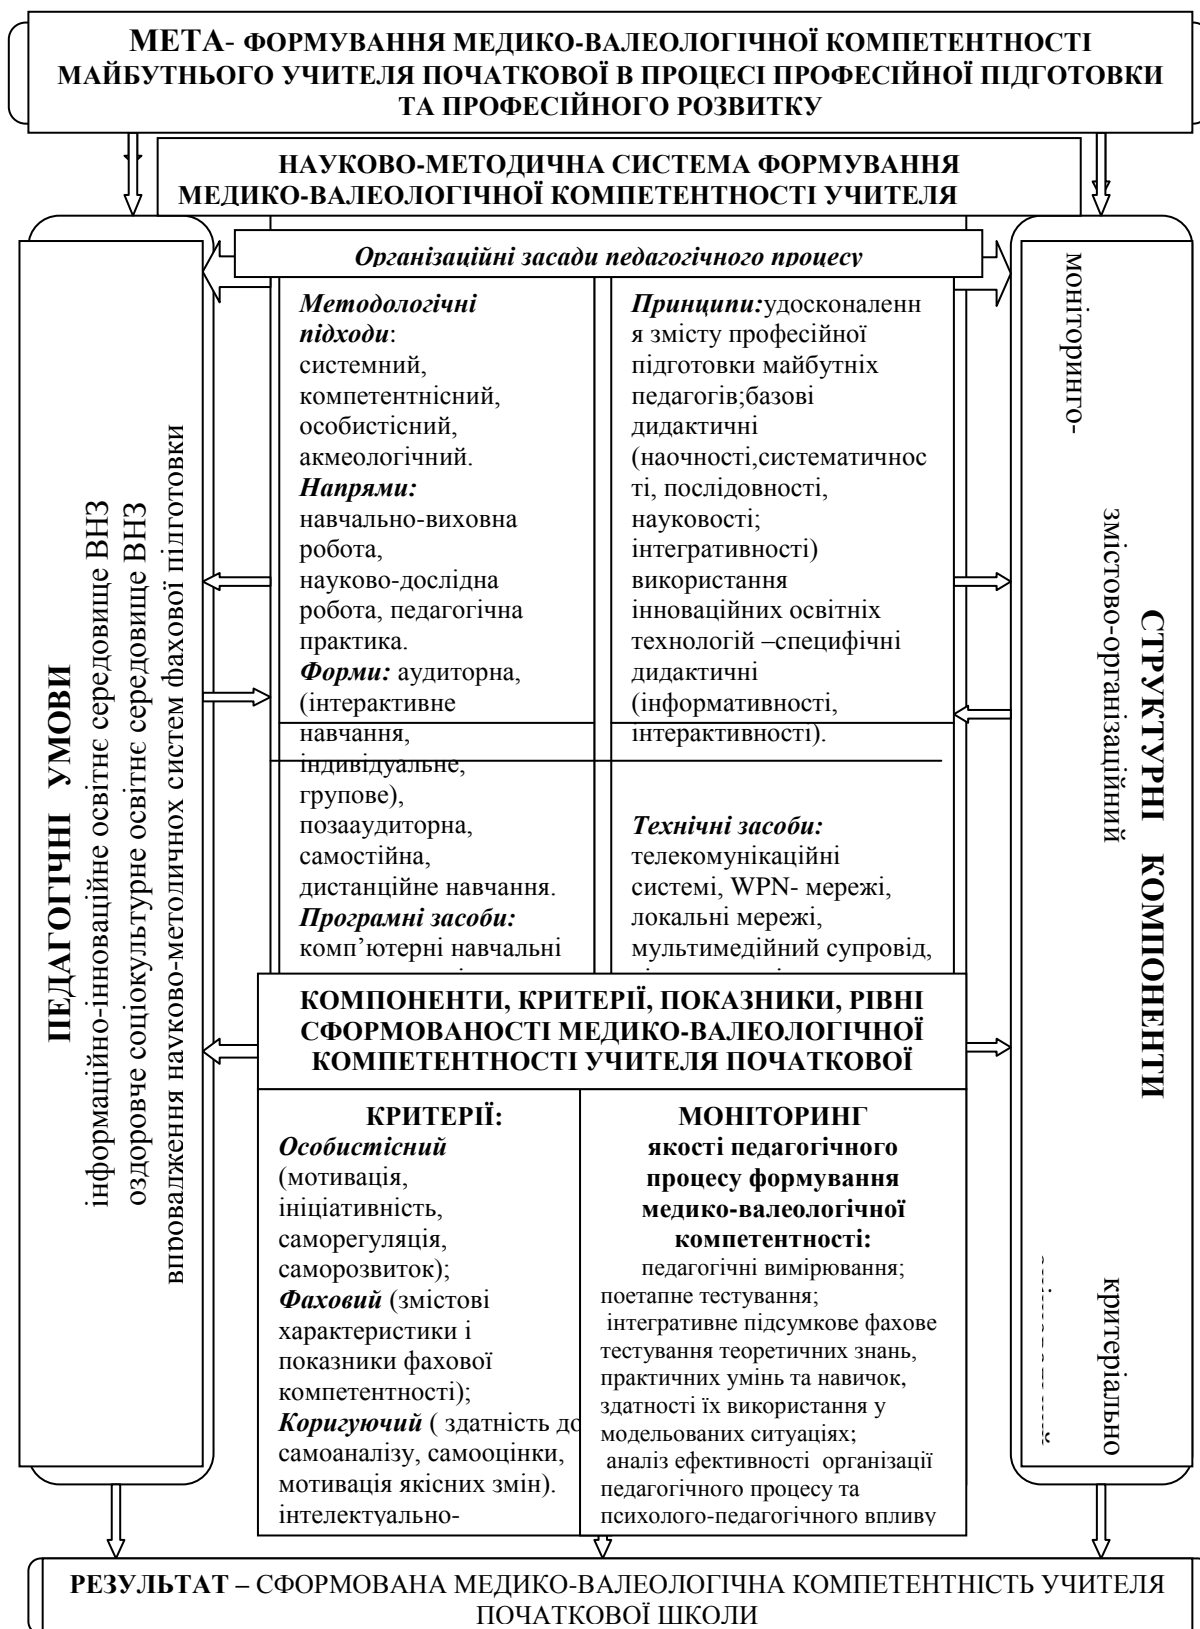 МЕТА- ФОРМУВАННЯ МЕДИКО-ВАЛЕОЛОГІЧНОЇ КОМПЕТЕНТНОСТІ
МАЙБУТНЬОГО УЧИТЕЛЯ ПОЧАТКОВОЇ В ПРОЦЕСІ ПРОФЕСІЙНОЇ ПІДГОТОВКИ
ТА ПРОФЕСІЙНОГО РОЗВИТКУ
НАУКОВО-МЕТОДИЧНА СИСТЕМА ФОРМУВАННЯ
МЕДИКО-ВАЛЕОЛОГІЧНОЇ КОМПЕТЕНТНОСТІ УЧИТЕЛЯ
Організаційні засади педагогічного процесу
ПЕДАГОГІЧНІ УМОВИ
інформаційно-інноваційне освітнє середовище ВНЗ
оздоровче соціокультурне освітнє середовище ВНЗ
впровадження науково-методичнох систем фахової підготовки
Методологічні
підходи:
системний,
компетентнісний,
особистісний,
акмеологічний.
Напрями:
навчально-виховна
робота,
науково-дослідна
робота, педагогічна
практика.
Форми: аудиторна,
(інтерактивне
навчання,
індивідуальне,
групове),
позааудиторна,
самостійна,
дистанційне навчання.
Програмні засоби:
комп’ютерні навчальні
Принципи:удосконаленн
я змісту професійної
підготовки майбутніх
педагогів;базові
дидактичні
(наочності,систематичнос
ті, послідовності,
науковості;
інтегративності)
використання
інноваційних освітніх
технологій –специфічні
дидактичні
(інформативності,
інтерактивності).
Технічні засоби:
телекомунікаційні
системі, WPN- мережі,
локальні мережі,
мультимедійний супровід,
СТРУКТУРНІ КОМПОНЕНТИ
моніторинго-
змістово-організаційний
критеріально
КОМПОНЕНТИ, КРИТЕРІЇ, ПОКАЗНИКИ, РІВНІ
СФОРМОВАНОСТІ МЕДИКО-ВАЛЕОЛОГІЧНОЇ
КОМПЕТЕНТНОСТІ УЧИТЕЛЯ ПОЧАТКОВОЇ
КРИТЕРІЇ:
Особистісний
(мотивація,
ініціативність,
саморегуляція,
саморозвиток);
Фаховий (змістові
характеристики і
показники фахової
компетентності);
Коригуючий ( здатність до
самоаналізу, самооцінки,
мотивація якісних змін).
інтелектуально-
МОНІТОРИНГ
якості педагогічного
процесу формування
медико-валеологічної
компетентності:
педагогічні вимірювання;
поетапне тестування;
інтегративне підсумкове фахове
тестування теоретичних знань,
практичних умінь та навичок,
здатності їх використання у
модельованих ситуаціях;
аналіз ефективності організації
педагогічного процесу та
психолого-педагогічного впливу
РЕЗУЛЬТАТ – СФОРМОВАНА МЕДИКО-ВАЛЕОЛОГІЧНА КОМПЕТЕНТНІСТЬ УЧИТЕЛЯ
ПОЧАТКОВОЇ ШКОЛИ